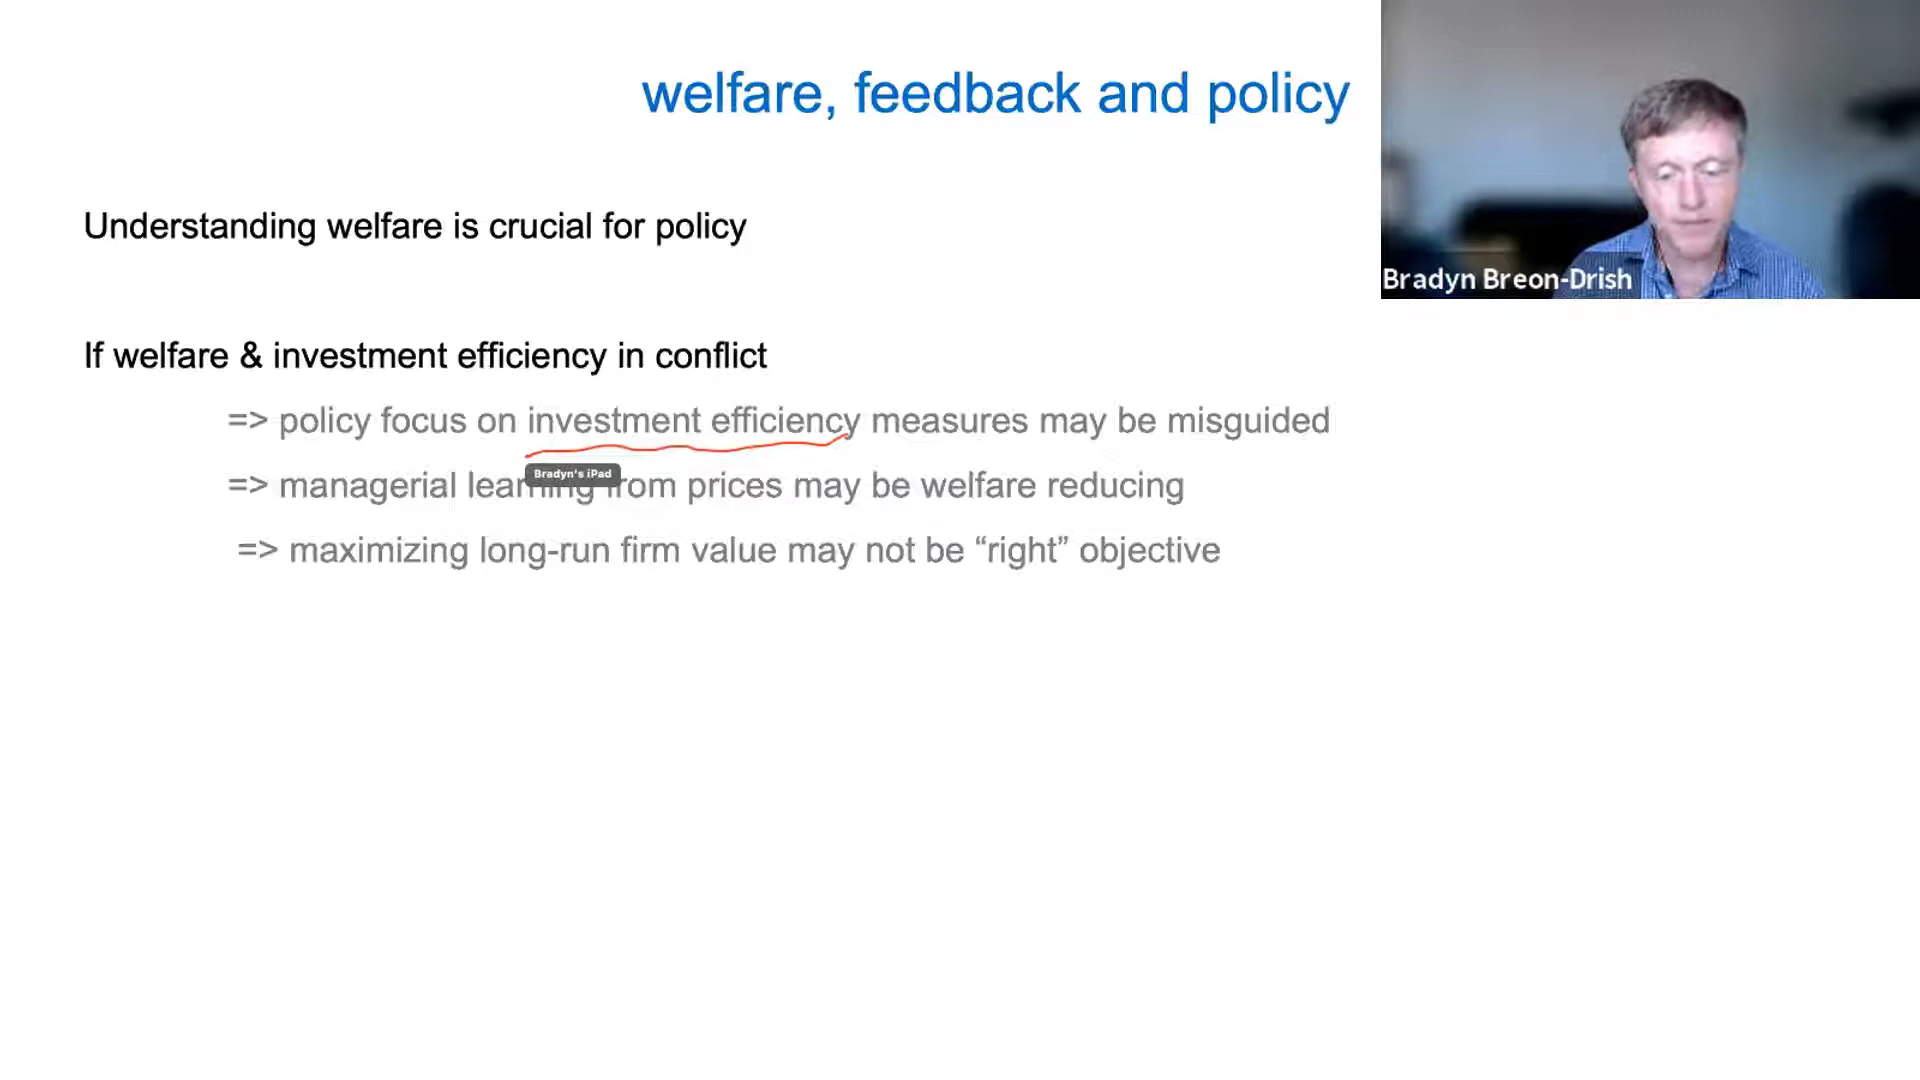 welfare, feedback and policy
Bradyn Breon-Drish
Understanding welfare is crucial for policy
If welfare & investment efficiency in conflict
=> policy focus on investment efficiency measures may be misguided
Bradyn's iPad
=> managerial learning from prices may be welfare reducing
=> maximizing long-run firm value may not be “right” objective